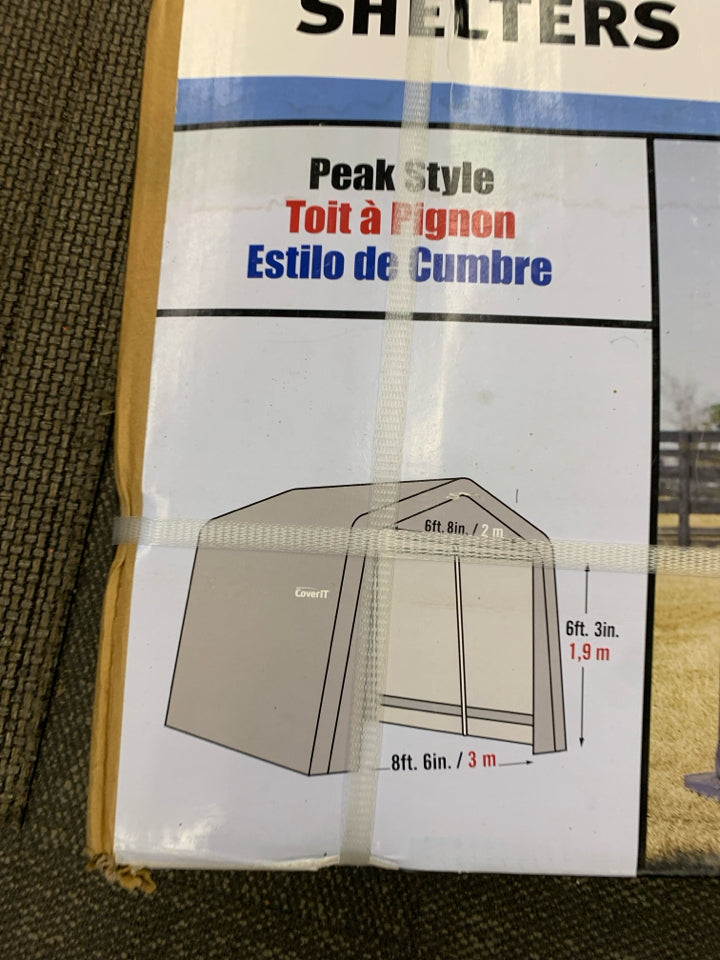 SHELTERS
Peak Style
Toit à Pignon
Estilo de Cumbre
6ft. 8in. / 2 m
CoverIT
6ft. 3in.
1,9 m
8ft. 6in. / 3 m